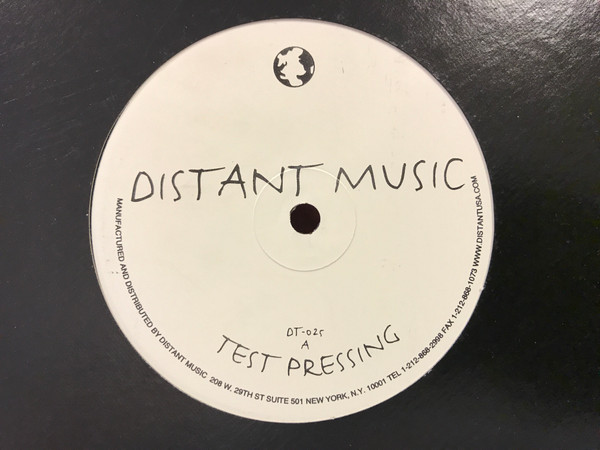 DISTANT MUSIC
DT-025
A
TEST PRESSING
MANUFACTURED AND DISTRIBUTED BY DISTANT MUSIC 208 W. 29TH ST SUITE 501 NEW YORK, N.Y. 10001 TEL 1-212-868-2998 FAX 1-212-868-1073 WWW.DISTANTUSA.COM